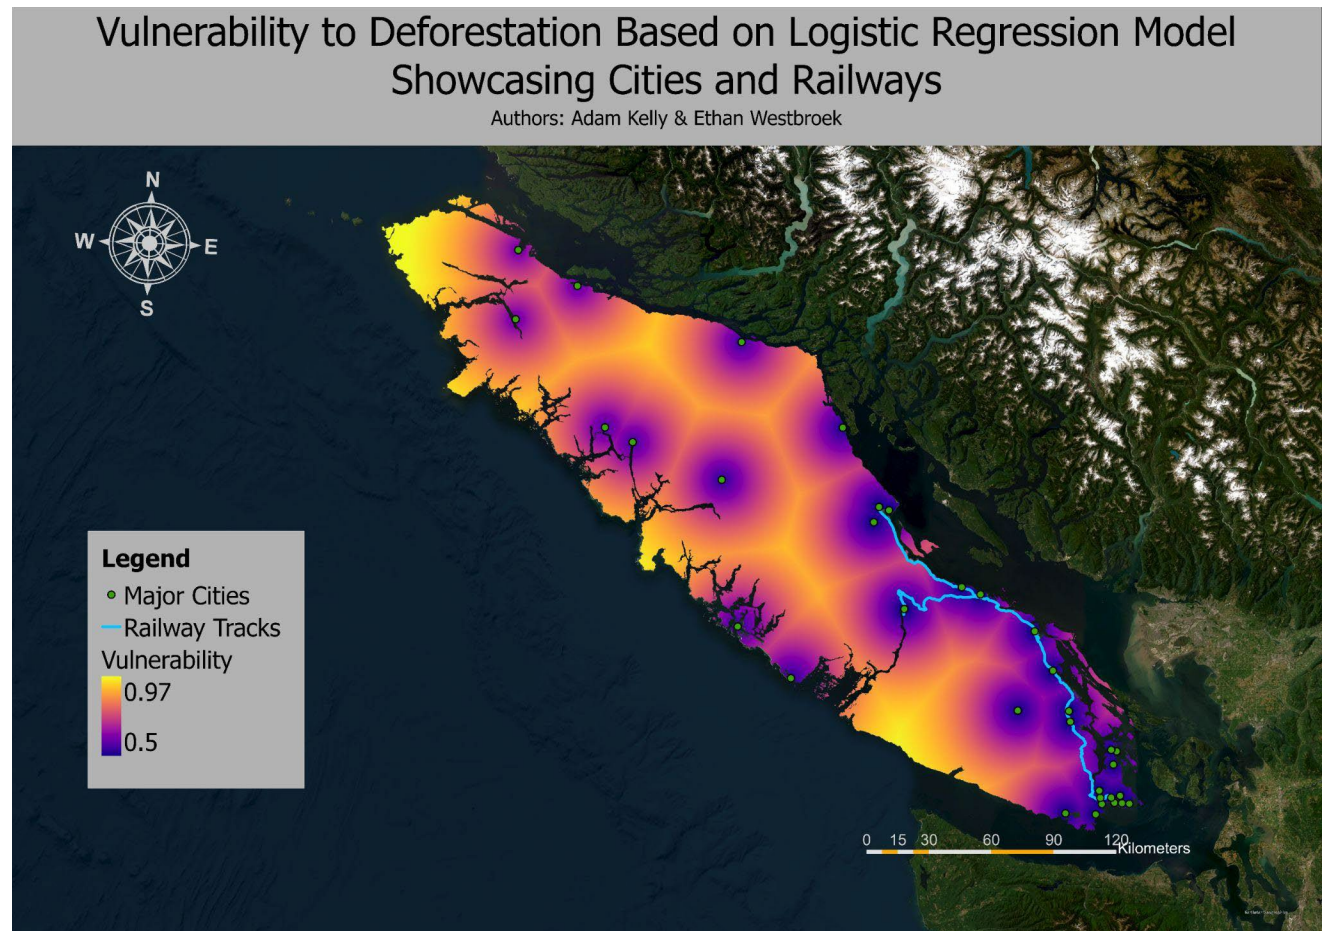 Vulnerability to Deforestation Based on Logistic Regression Model
Showcasing Cities and Railways
Authors: Adam Kelly & Ethan Westbroek
N
W
E
S
Legend
Major Cities
Railway Tracks
Vulnerability
0.97
0.5
0 15 30 60 90 120
Kilometers